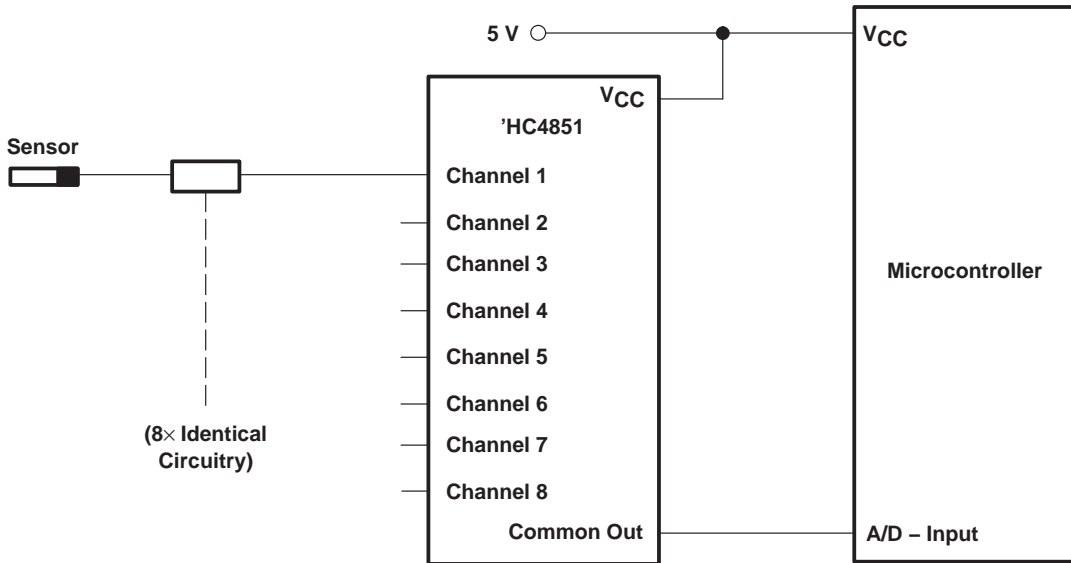 5 V
VCC
VCC
’HC4851
Sensor
Channel 1
Channel 2
Channel 3
Microcontroller
Channel 4
Channel 5
Channel 6
(8× Identical
Circuitry)
Channel 7
Channel 8
Common Out
A/D – Input